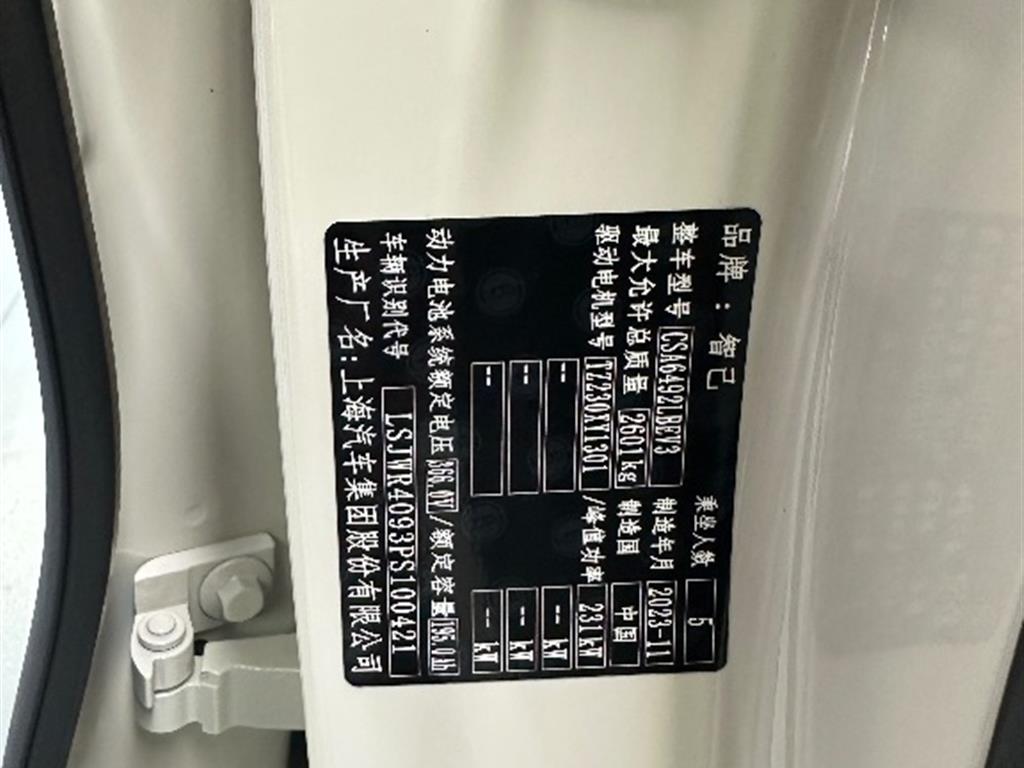 品牌：智己
乘坐人数 5
整车型号 CSA6492LBEV3 制造年月 2023-11
最大允许总质量 2601kg 制造国 中国
驱动电机型号 TZ230XY1301 /峰值功率 231kW
-- -- kW
-- -- kW
-- -- kW
动力电池系统额定电压 366.0V /额定容量 195.0Ah
车辆识别代号 LSJWR4093PS100421
生产厂名：上海汽车集团股份有限公司